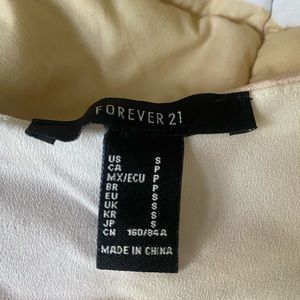 FOREVER 21
US S
CA P
MX/ECU P
BR P
EU S
UK S
KR S
JP S
CN 160/84A
MADE IN CHINA